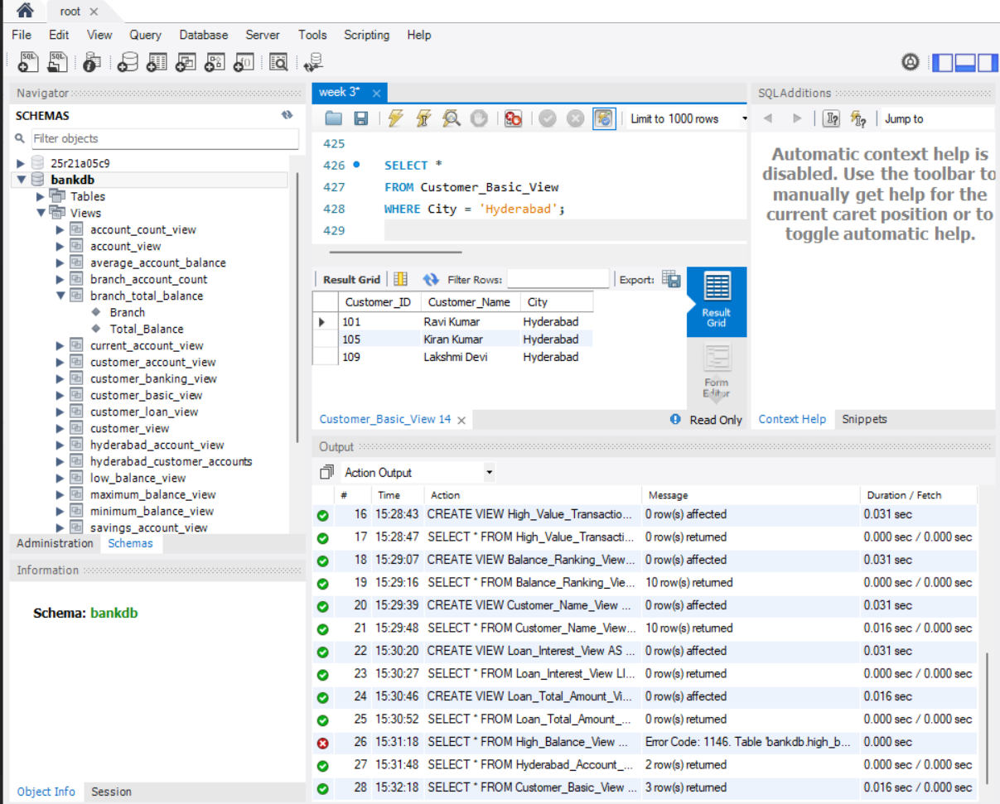 root ×
File Edit View Query Database Server Tools Scripting Help
Navigator
SCHEMAS
Filter objects
25r21a05c9
bankdb
Tables
Views
account_count_view
account_view
average_account_balance
branch_account_count
branch_total_balance
Branch
Total_Balance
current_account_view
customer_account_view
customer_banking_view
customer_basic_view
customer_loan_view
customer_view
hyderabad_account_view
hyderabad_customer_accounts
low_balance_view
maximum_balance_view
minimum_balance_view
savings_account_view
Administration Schemas
Information
Schema: bankdb
Object Info Session
week 3* ×
Limit to 1000 rows
425
426 SELECT *
427 FROM Customer_Basic_View
428 WHERE City = 'Hyderabad';
429
Result Grid Filter Rows: Export:
Customer_ID Customer_Name City
101 Ravi Kumar Hyderabad
105 Kiran Kumar Hyderabad
109 Lakshmi Devi Hyderabad
Result Grid
Form Editor
Customer_Basic_View 14 × Read Only
SQLAdditions
Jump to
Automatic context help is
disabled. Use the toolbar to
manually get help for the
current caret position or to
toggle automatic help.
Context Help Snippets
Output
Action Output
# Time Action Message Duration / Fetch
16 15:28:43 CREATE VIEW High_Value_Transactio... 0 row(s) affected 0.031 sec
17 15:28:47 SELECT * FROM High_Value_Transacti... 0 row(s) returned 0.000 sec / 0.000 sec
18 15:29:07 CREATE VIEW Balance_Ranking_View... 0 row(s) affected 0.031 sec
19 15:29:16 SELECT * FROM Balance_Ranking_Vie... 10 row(s) returned 0.000 sec / 0.000 sec
20 15:29:39 CREATE VIEW Customer_Name_View ... 0 row(s) affected 0.031 sec
21 15:29:48 SELECT * FROM Customer_Name_View... 10 row(s) returned 0.016 sec / 0.000 sec
22 15:30:20 CREATE VIEW Loan_Interest_View AS ... 0 row(s) affected 0.031 sec
23 15:30:27 SELECT * FROM Loan_Interest_View LI... 0 row(s) returned 0.000 sec / 0.000 sec
24 15:30:46 CREATE VIEW Loan_Total_Amount_Vi... 0 row(s) affected 0.016 sec
25 15:30:52 SELECT * FROM Loan_Total_Amount_... 0 row(s) returned 0.000 sec / 0.000 sec
26 15:31:18 SELECT * FROM High_Balance_View ... Error Code: 1146. Table 'bankdb.high_b... 0.000 sec
27 15:31:48 SELECT * FROM Hyderabad_Account_... 2 row(s) returned 0.000 sec / 0.000 sec
28 15:32:18 SELECT * FROM Customer_Basic_View ... 3 row(s) returned 0.016 sec / 0.000 sec